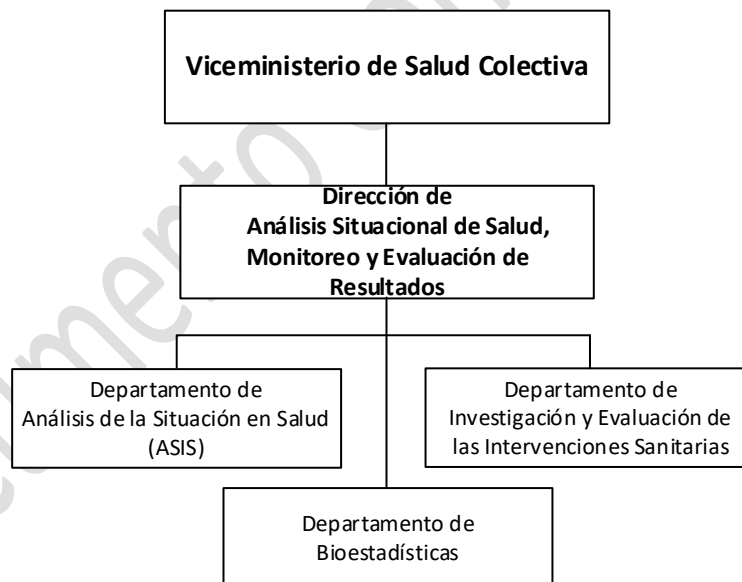 Viceministerio de Salud Colectiva
Dirección de
Análisis Situacional de Salud,
Monitoreo y Evaluación de
Resultados
Departamento de
Análisis de la Situación en Salud
(ASIS)
Departamento de
Investigación y Evaluación de
las Intervenciones Sanitarias
Departamento de
Bioestadísticas